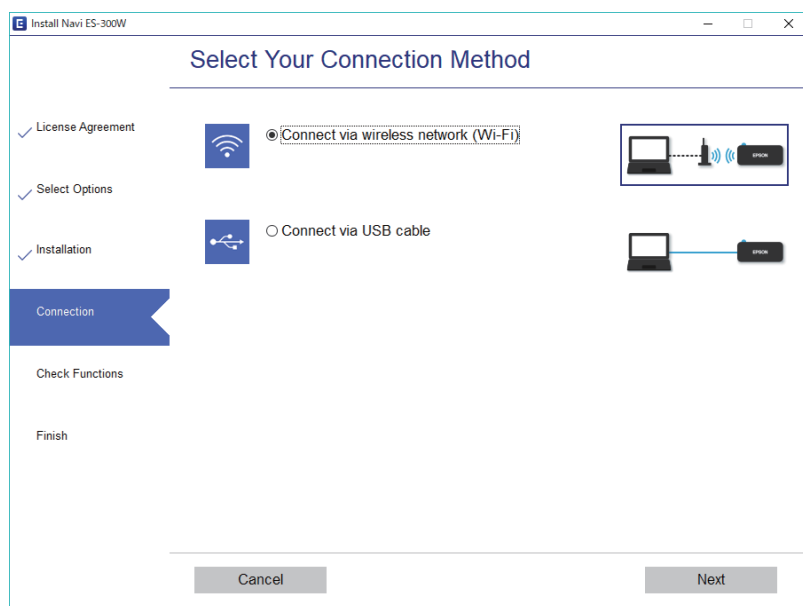 Install Navi ES-300W
Select Your Connection Method
License Agreement
Select Options
Installation
Connection
Check Functions
Finish
Connect via wireless network (Wi-Fi)
EPSON
Connect via USB cable
EPSON
Cancel
Next